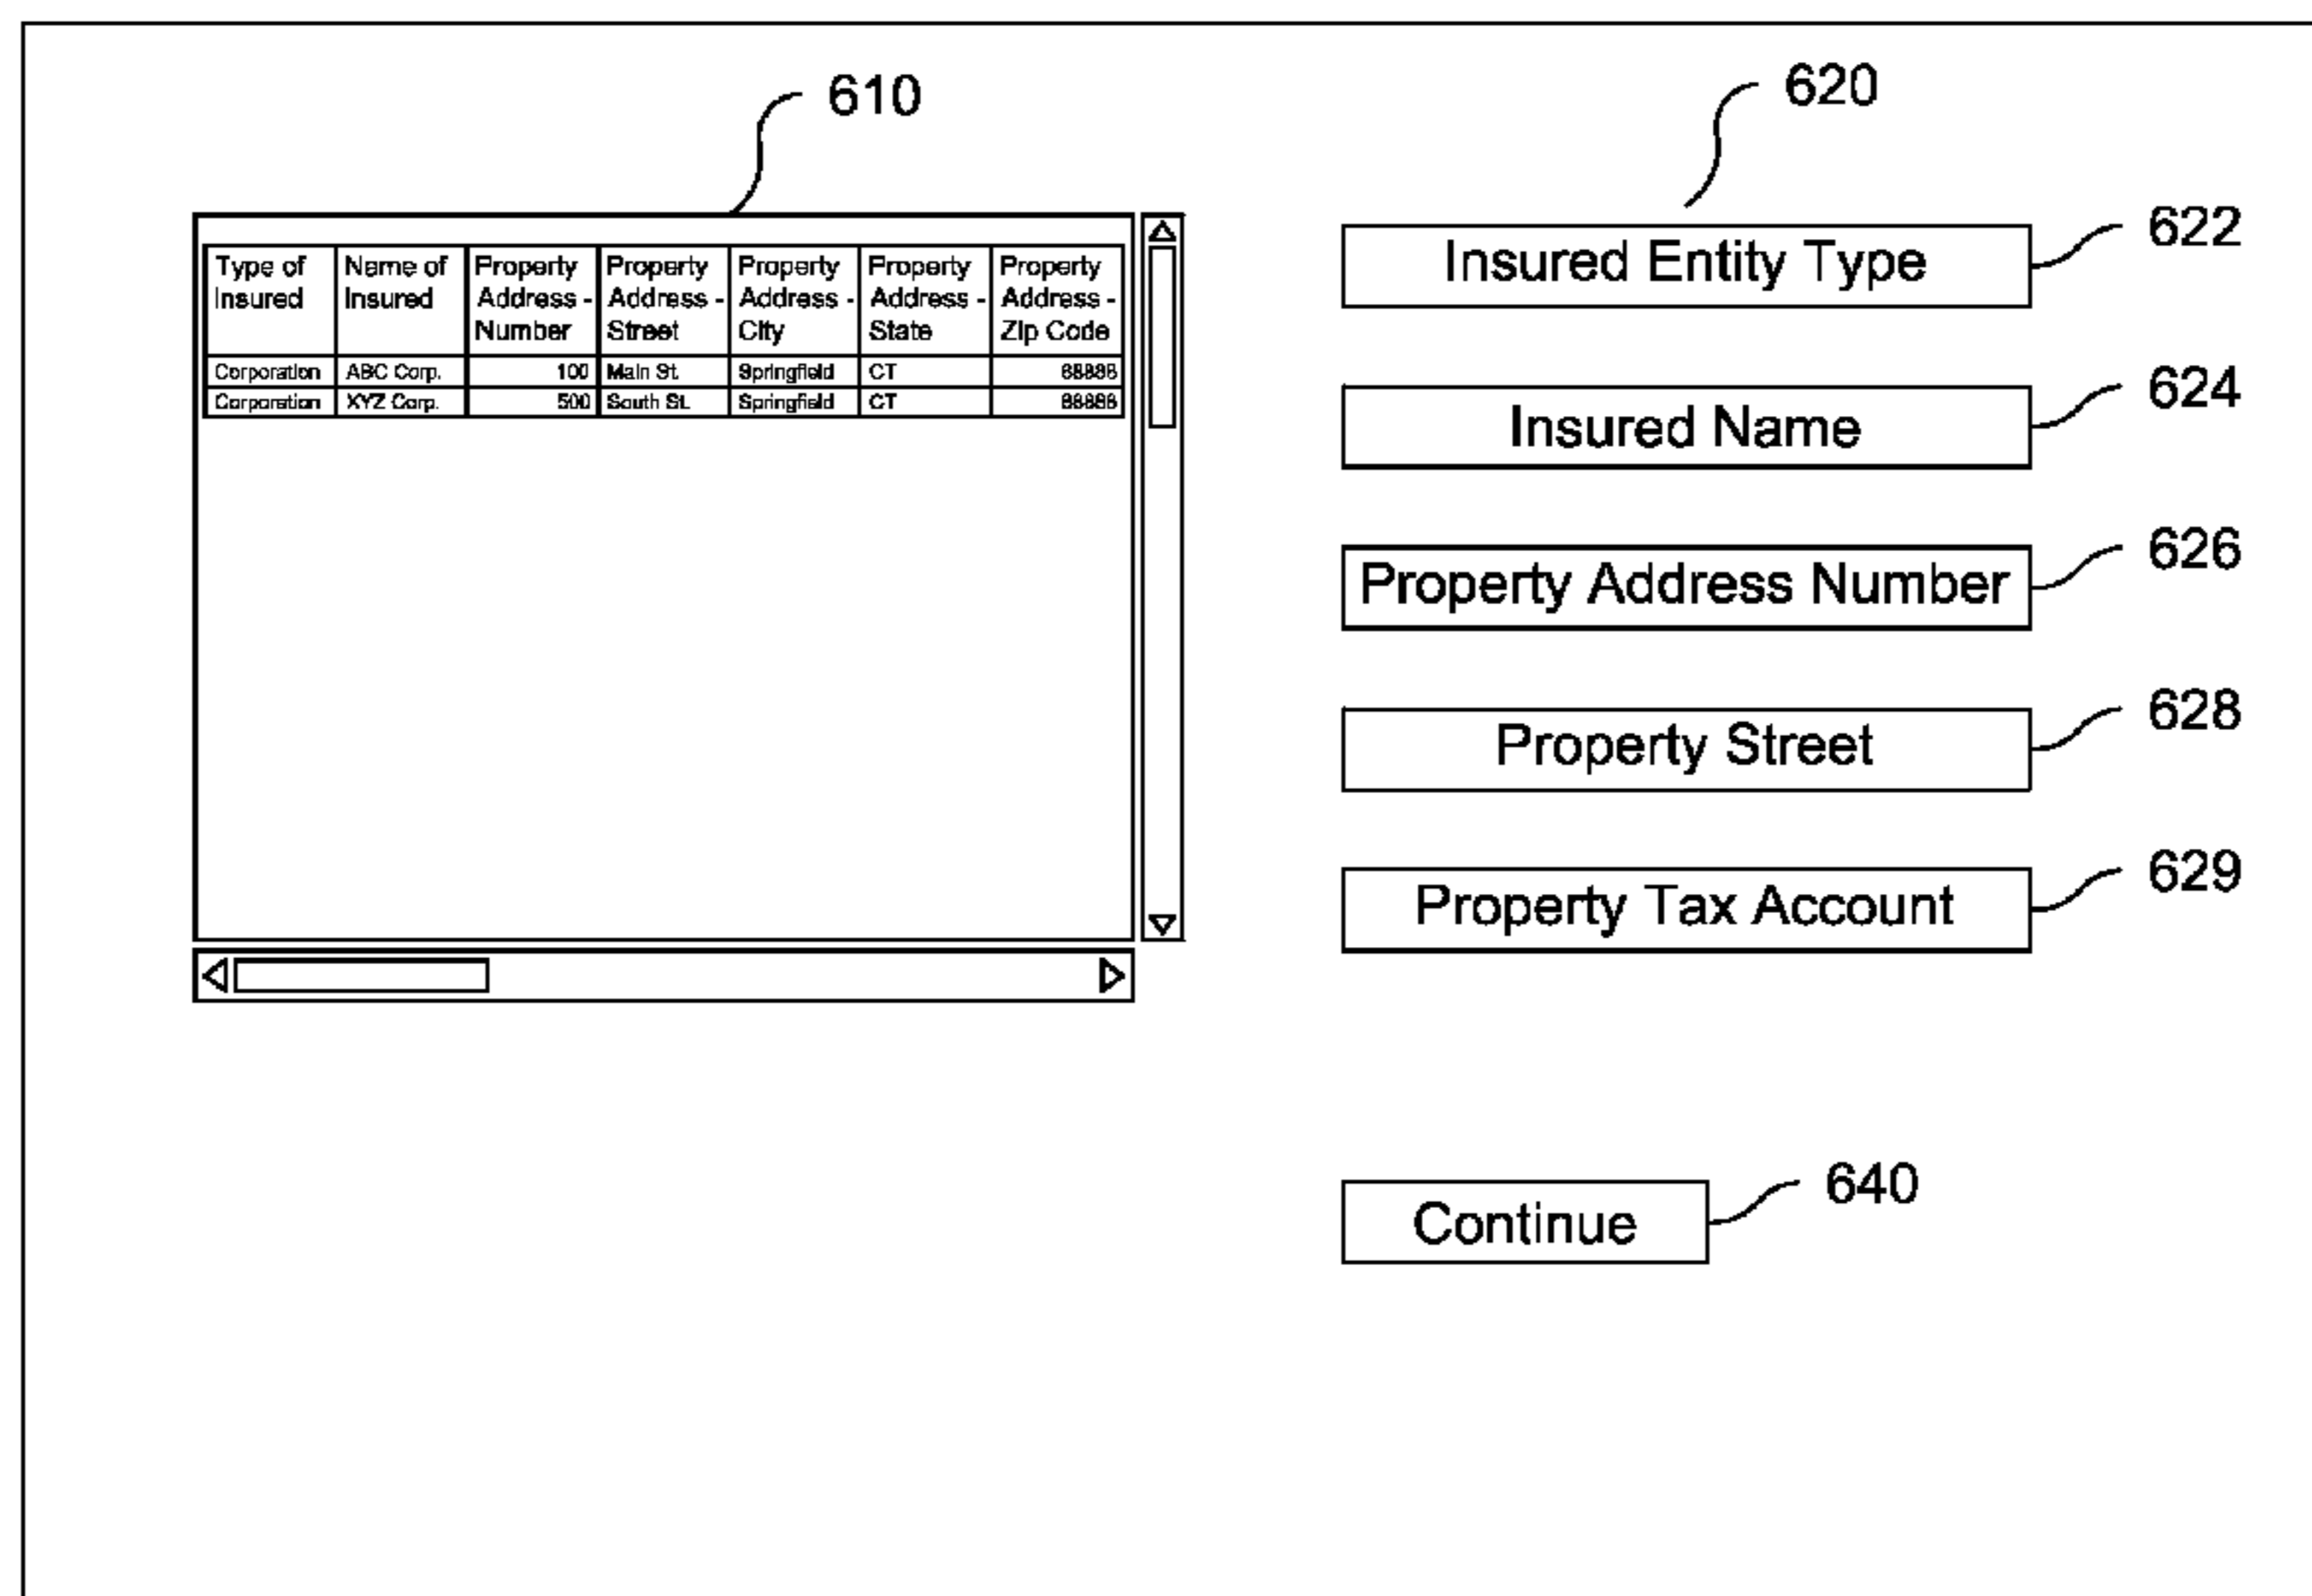 610
620
Type of Insured Name of Insured Property Address - Number Property Address - Street Property Address - City Property Address - State Property Address - Zip Code
Corporation ABC Corp. 100 Main St. Springfield CT
Corporation XYZ Corp. 500 South St. Springfield CT
Insured Entity Type 622
Insured Name 624
Property Address Number 626
Property Street 628
Property Tax Account 629
Continue 640